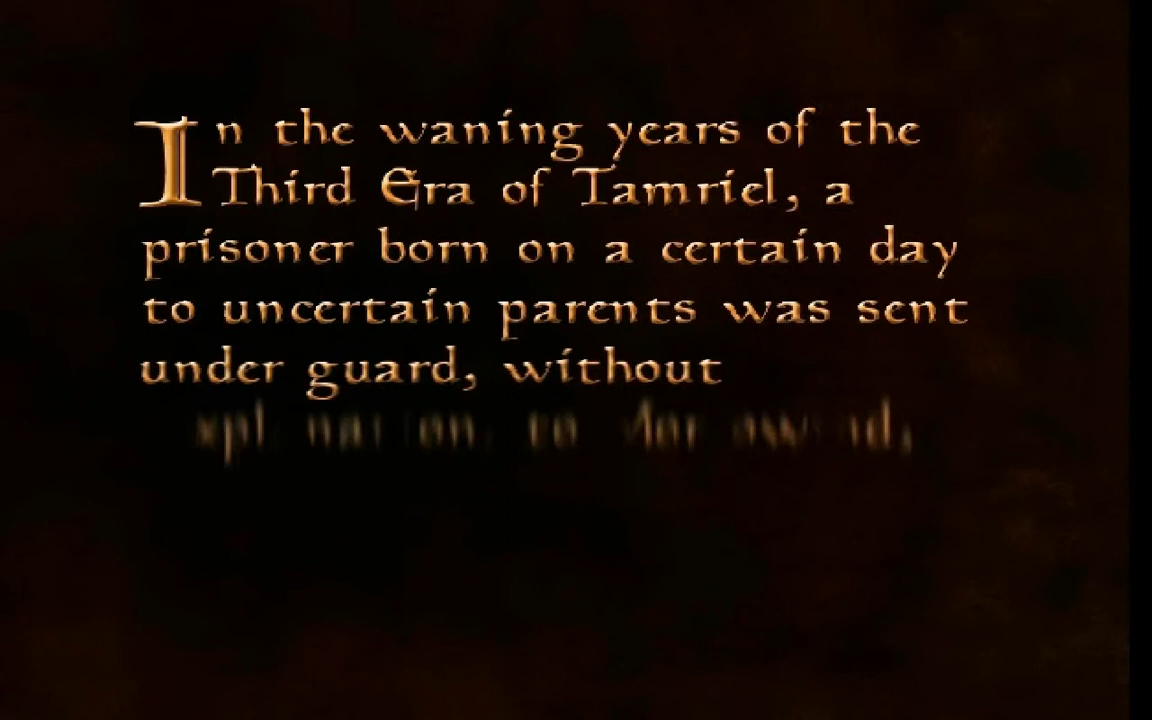 In the waning years of the
Third Era of Tamriel, a
prisoner born on a certain day
to uncertain parents was sent
under guard, without
to